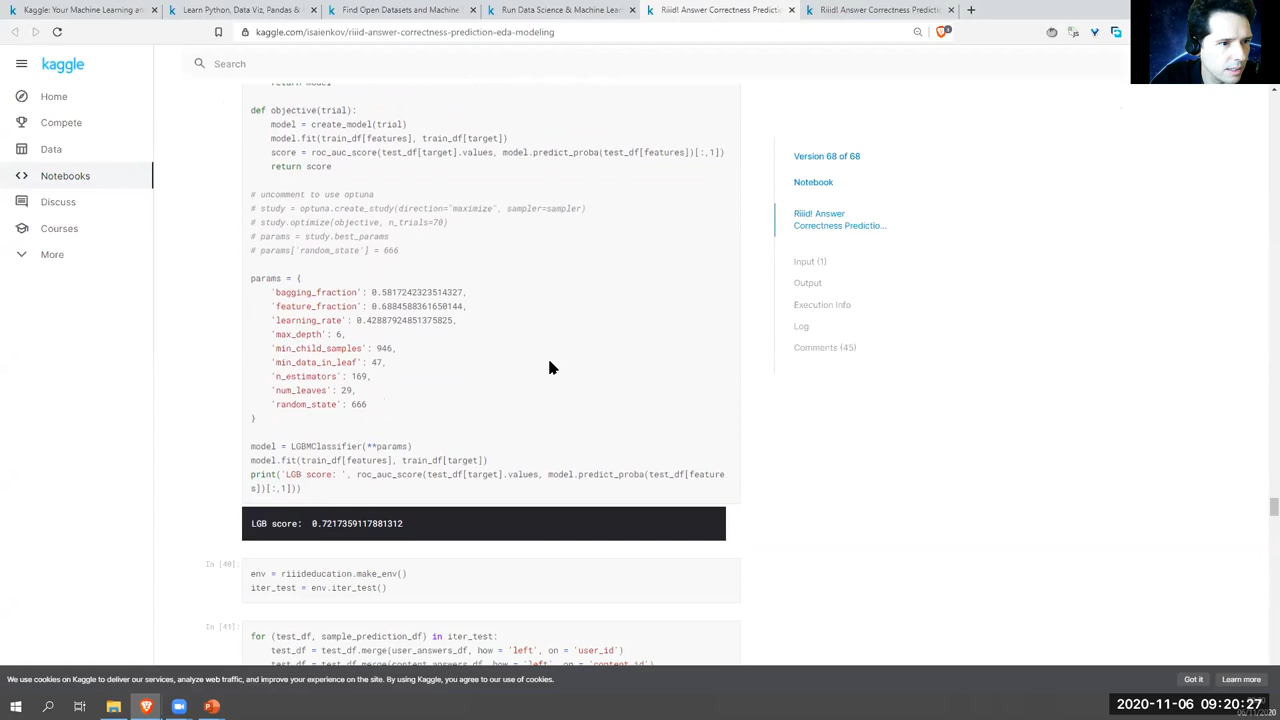 Kaggle: Your Machine Learning an
Learn Python, Data Viz, Pandas &
Find Open Datasets and Machine
Run Data Science & Machine Lear
Riiid! Answer Correctness Predictio
Riiid! Answer Correctness Predictio
kaggle.com/isaienkov/riiid-answer-correctness-prediction-eda-modeling
kaggle
Search
Home
Compete
Data
Notebooks
Discuss
Courses
More
def objective(trial):
model = create_model(trial)
model.fit(train_df[features], train_df[target])
score = roc_auc_score(test_df[target].values, model.predict_proba(test_df[features])[:,1])
return score
# uncomment to use optuna
# study = optuna.create_study(direction="maximize", sampler=sampler)
# study.optimize(objective, n_trials=70)
# params = study.best_params
# params['random_state'] = 666
params = {
'bagging_fraction': 0.5817242323514327,
'feature_fraction': 0.6884588361650144,
'learning_rate': 0.42887924851375825,
'max_depth': 6,
'min_child_samples': 946,
'min_data_in_leaf': 47,
'n_estimators': 169,
'num_leaves': 29,
'random_state': 666
}
model = LGBMClassifier(**params)
model.fit(train_df[features], train_df[target])
print('LGB score: ', roc_auc_score(test_df[target].values, model.predict_proba(test_df[feature
s])[:,1]))
LGB score: 0.7217359117881312
In [40]:
env = riiideducation.make_env()
iter_test = env.iter_test()
In [41]:
for (test_df, sample_prediction_df) in iter_test:
test_df = test_df.merge(user_answers_df, how = 'left', on = 'user_id')
test_df = test_df.merge(content_answers_df, how = 'left', on = 'content_id')
Version 68 of 68
Notebook
Riiid! Answer
Correctness Predictio...
Input (1)
Output
Execution Info
Log
Comments (45)
We use cookies on Kaggle to deliver our services, analyze web traffic, and improve your experience on the site. By using Kaggle, you agree to our use of cookies.
Got it
Learn more
2020-11-06 09:20:27